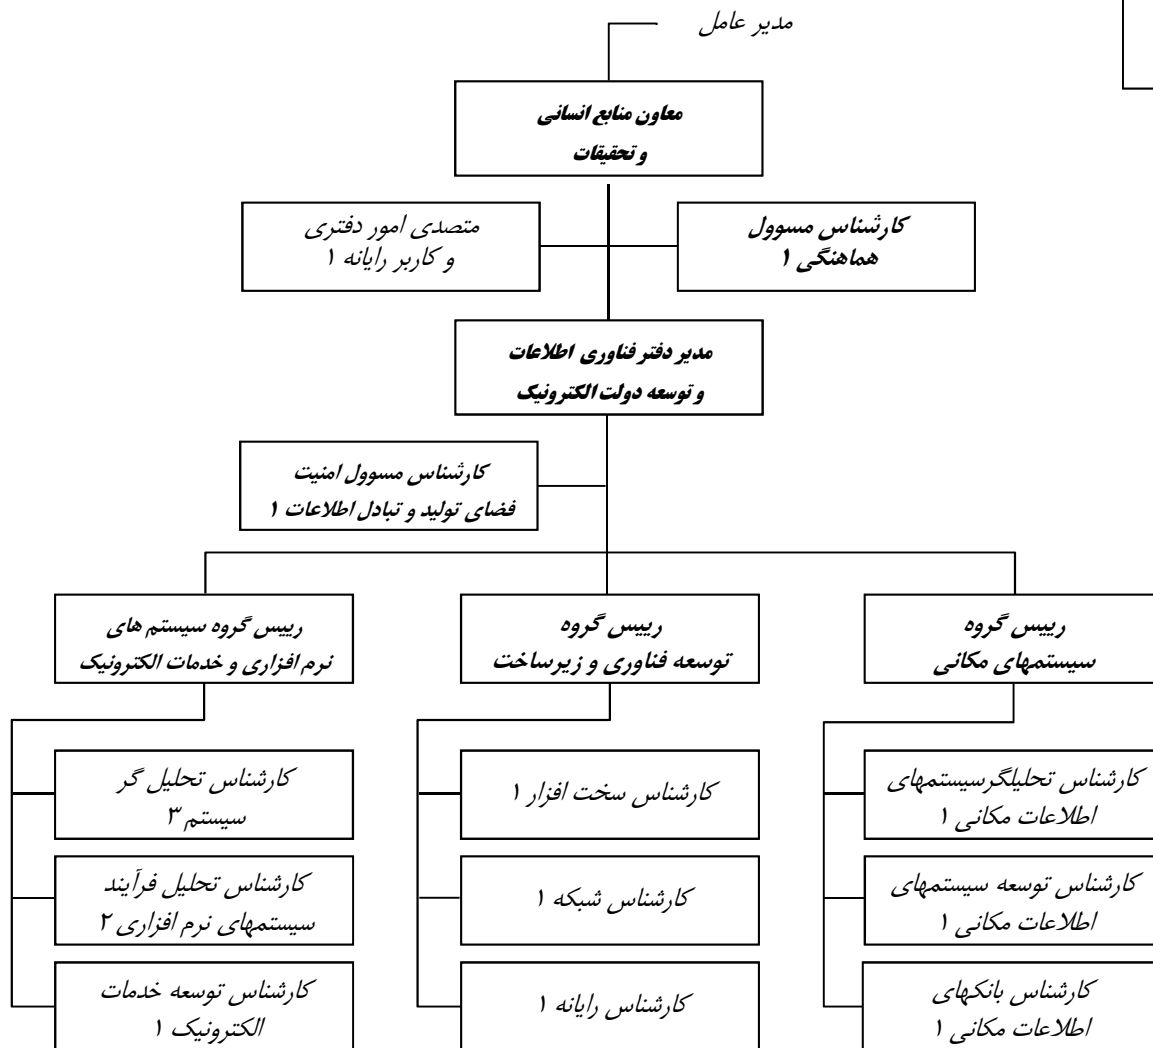 مدیر عامل
معاون منابع انسانی
و تحقیقات
کارشناس مسوول
هماهنگی ۱
متصدی امور دفتری
و کاربر رایانه ۱
مدیر دفتر فناوری اطلاعات
و توسعه دولت الکترونیک
کارشناس مسوول امنیت
فضای تولید و تبادل اطلاعات ۱
رییس گروه
سیستمهای مکانی
رییس گروه
توسعه فناوری و زیرساخت
رییس گروه سیستم های
نرم افزاری و خدمات الکترونیک
کارشناس تحلیلگرسیستمهای
اطلاعات مکانی ۱
کارشناس سخت افزار ۱
کارشناس تحلیل گر
سیستم ۳
کارشناس توسعه سیستمهای
اطلاعات مکانی ۱
کارشناس شبکه ۱
کارشناس تحلیل فرآیند
سیستمهای نرم افزاری ۲
کارشناس بانکهای
اطلاعات مکانی ۱
کارشناس رایانه ۱
کارشناس توسعه خدمات
الکترونیک ۱